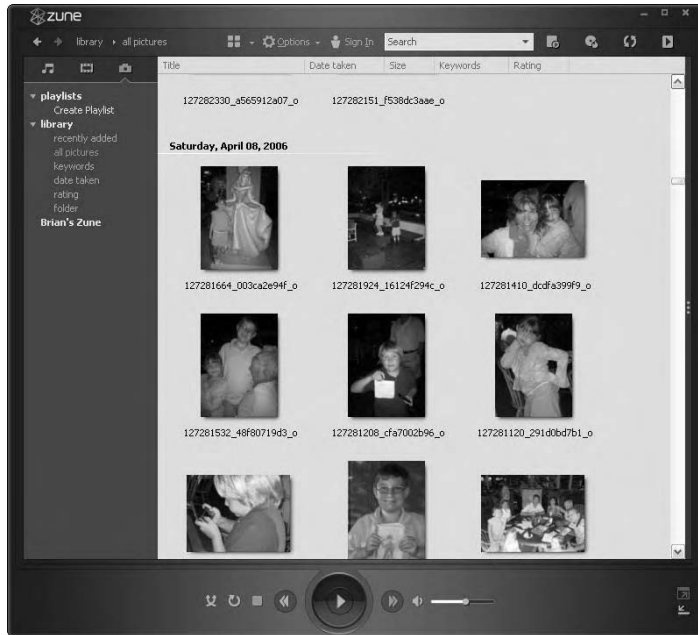 zune
library ▸ all pictures
Options
Sign In
Search
Title
Date taken
Size
Keywords
Rating
playlists
Create Playlist
library
recently added
all pictures
keywords
date taken
rating
folder
Brian's Zune
127282330_a565912a07_o
127282151_f538dc3aae_o
Saturday, April 08, 2006
127281664_003ca2e94f_o
127281924_16124f294c_o
127281410_dcdfa399f9_o
127281532_48f80719d3_o
127281208_cfa7002b96_o
127281120_291d0bd7b1_o